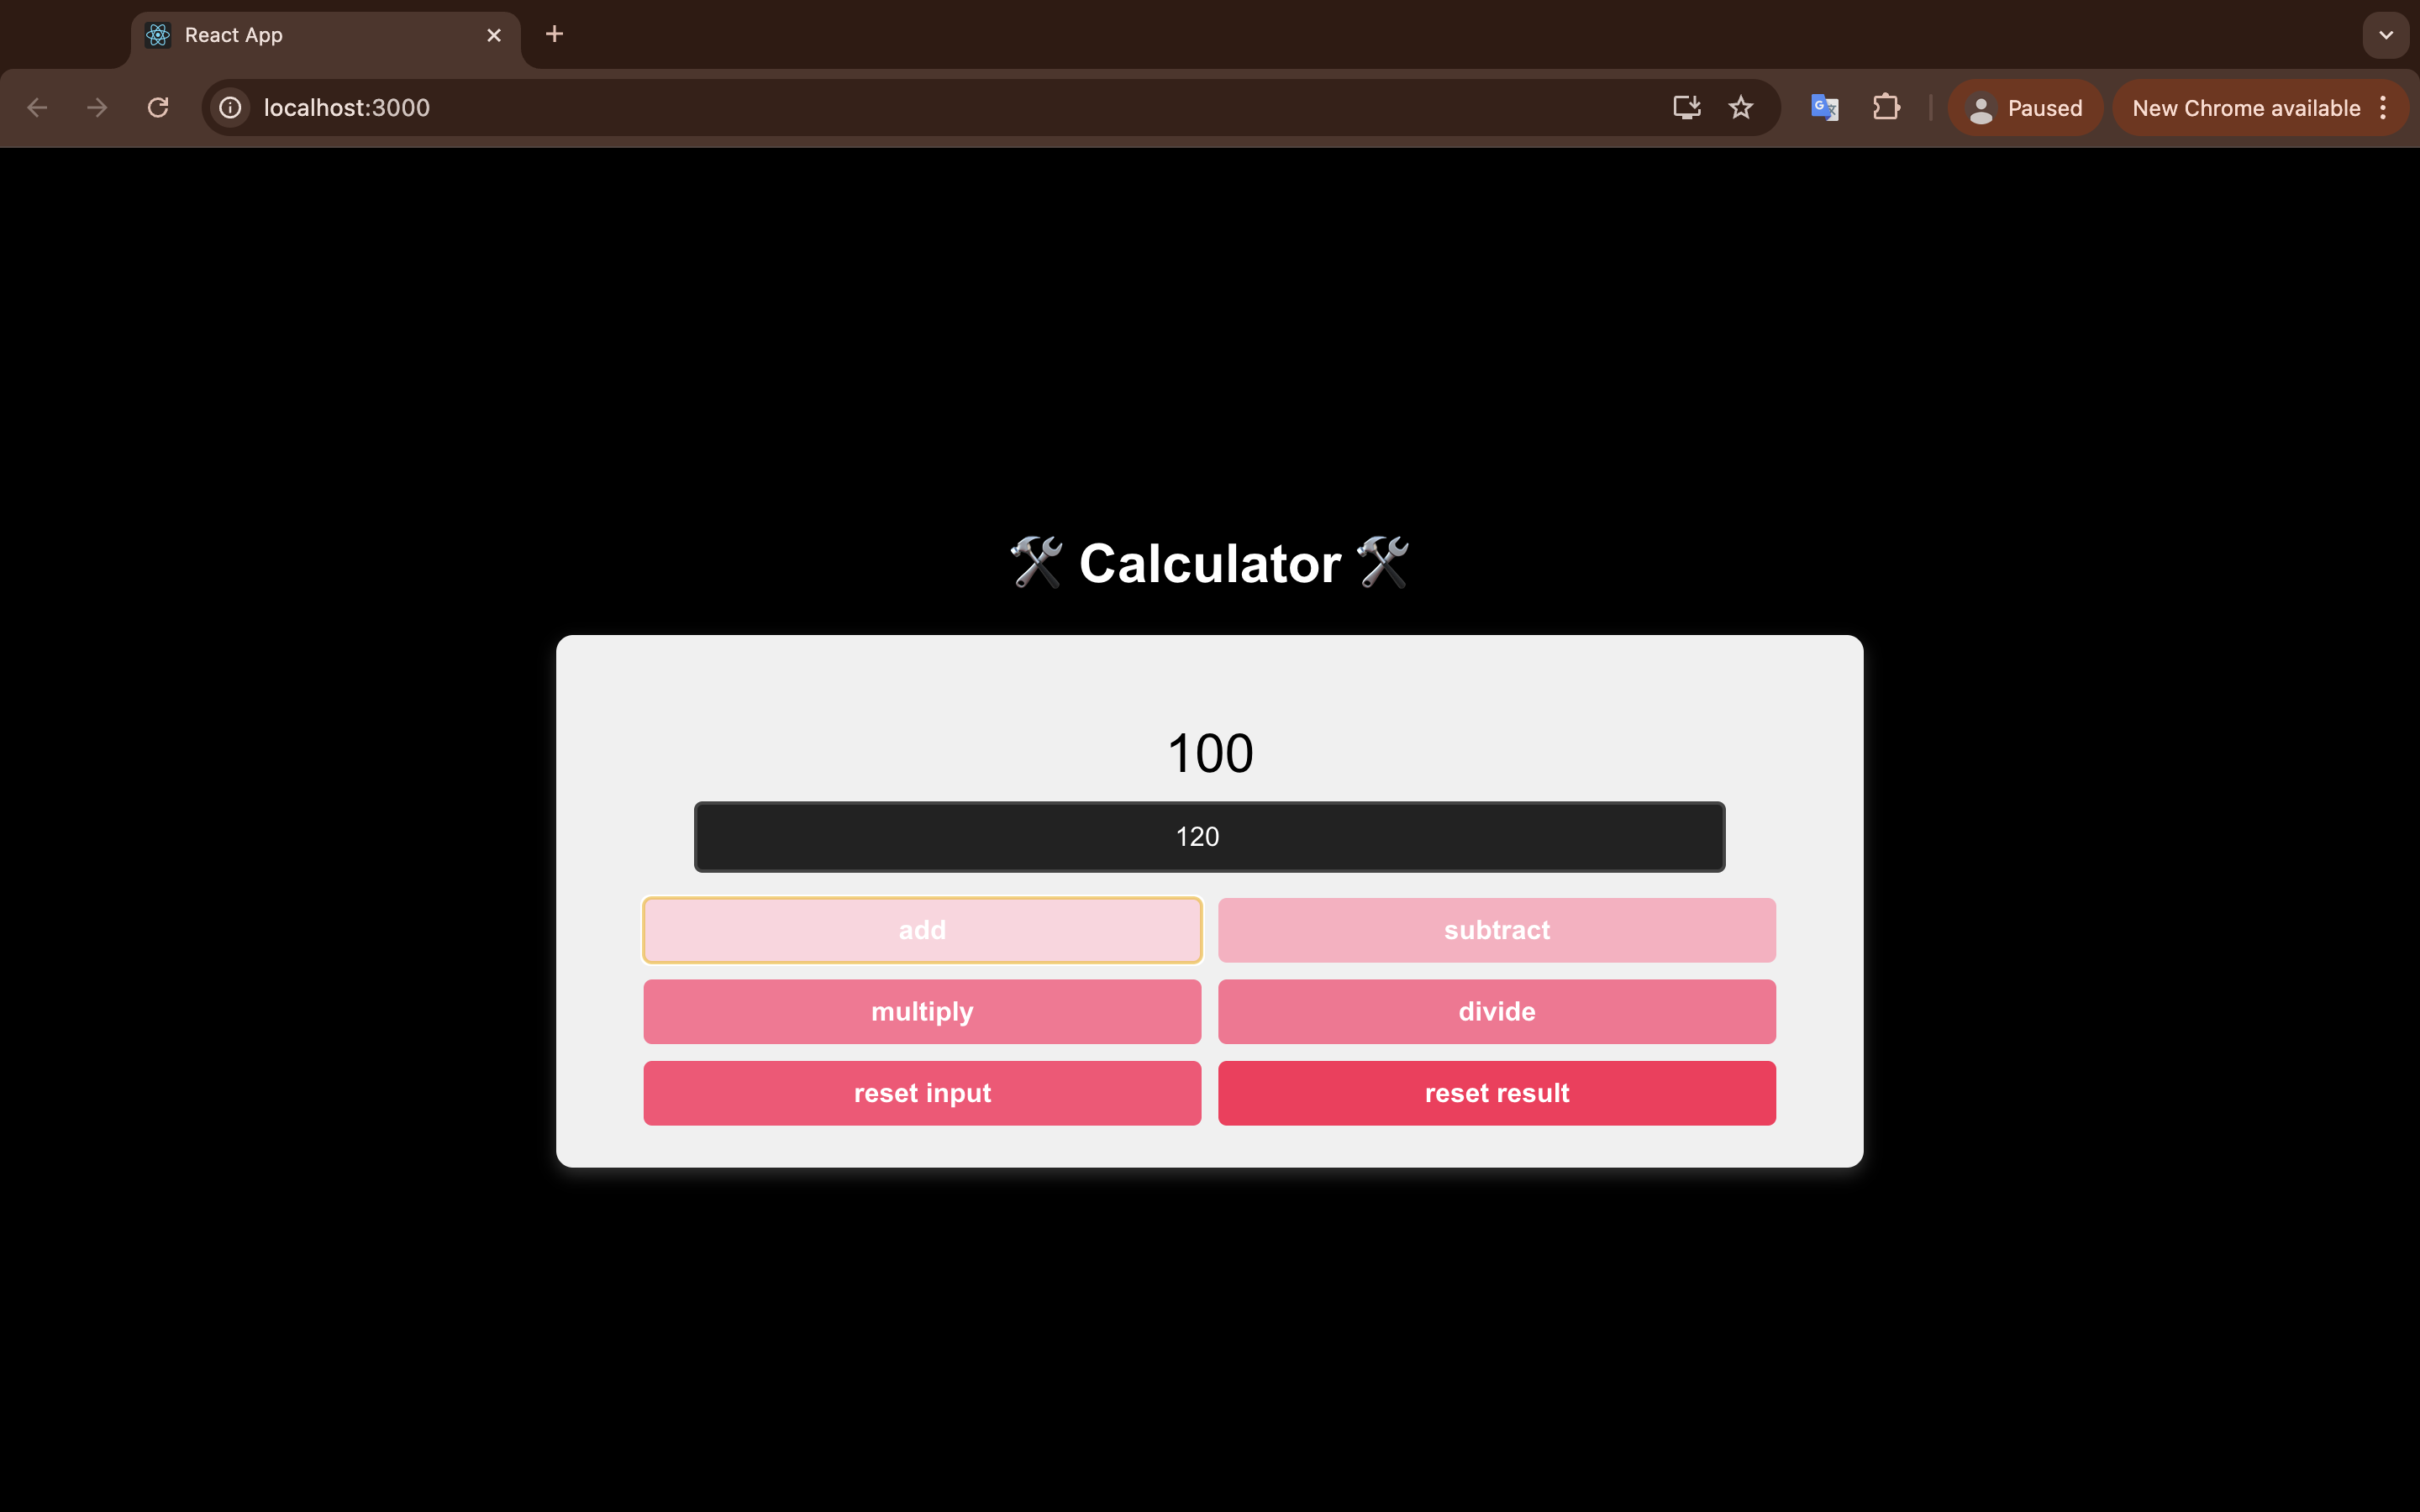 React App
localhost:3000
Paused
New Chrome available
🛠️ Calculator 🛠️
100
120
add
subtract
multiply
divide
reset input
reset result